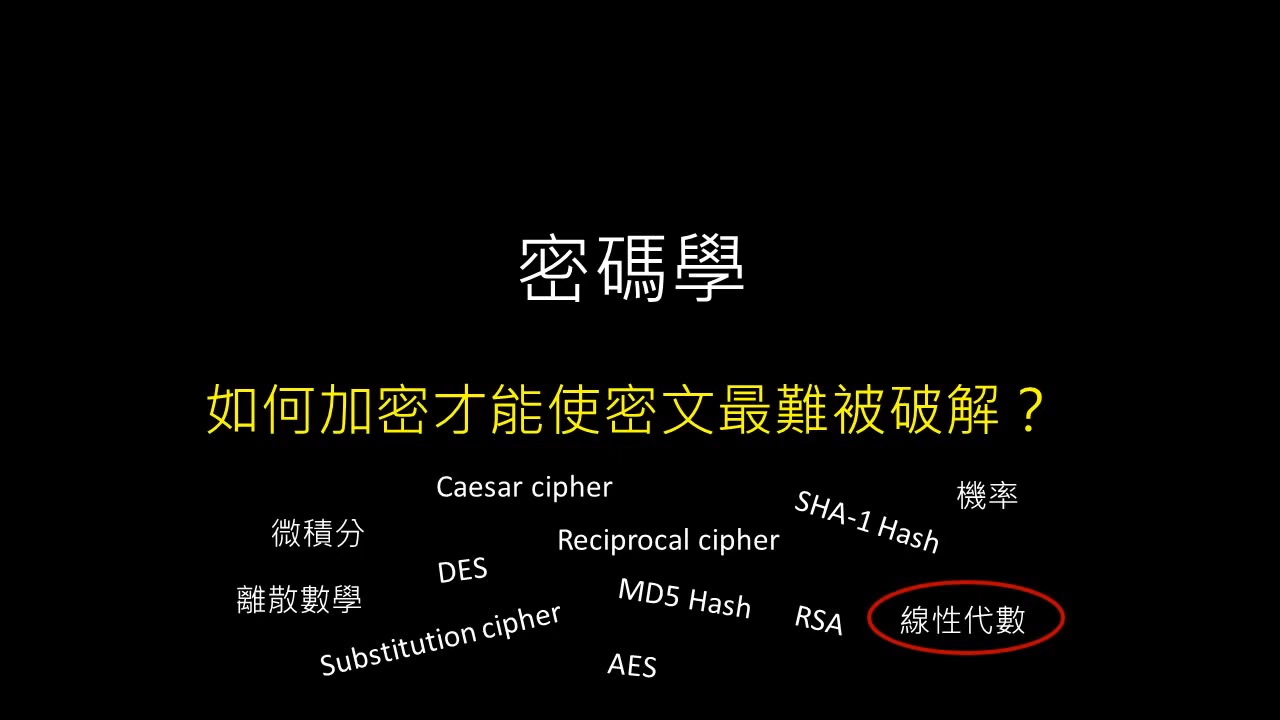 密碼學
如何加密才能使密文最難被破解？
Caesar cipher
機率
SHA-1 Hash
微積分
Reciprocal cipher
DES
MD5 Hash
離散數學
RSA
線性代數
Substitution cipher
AES